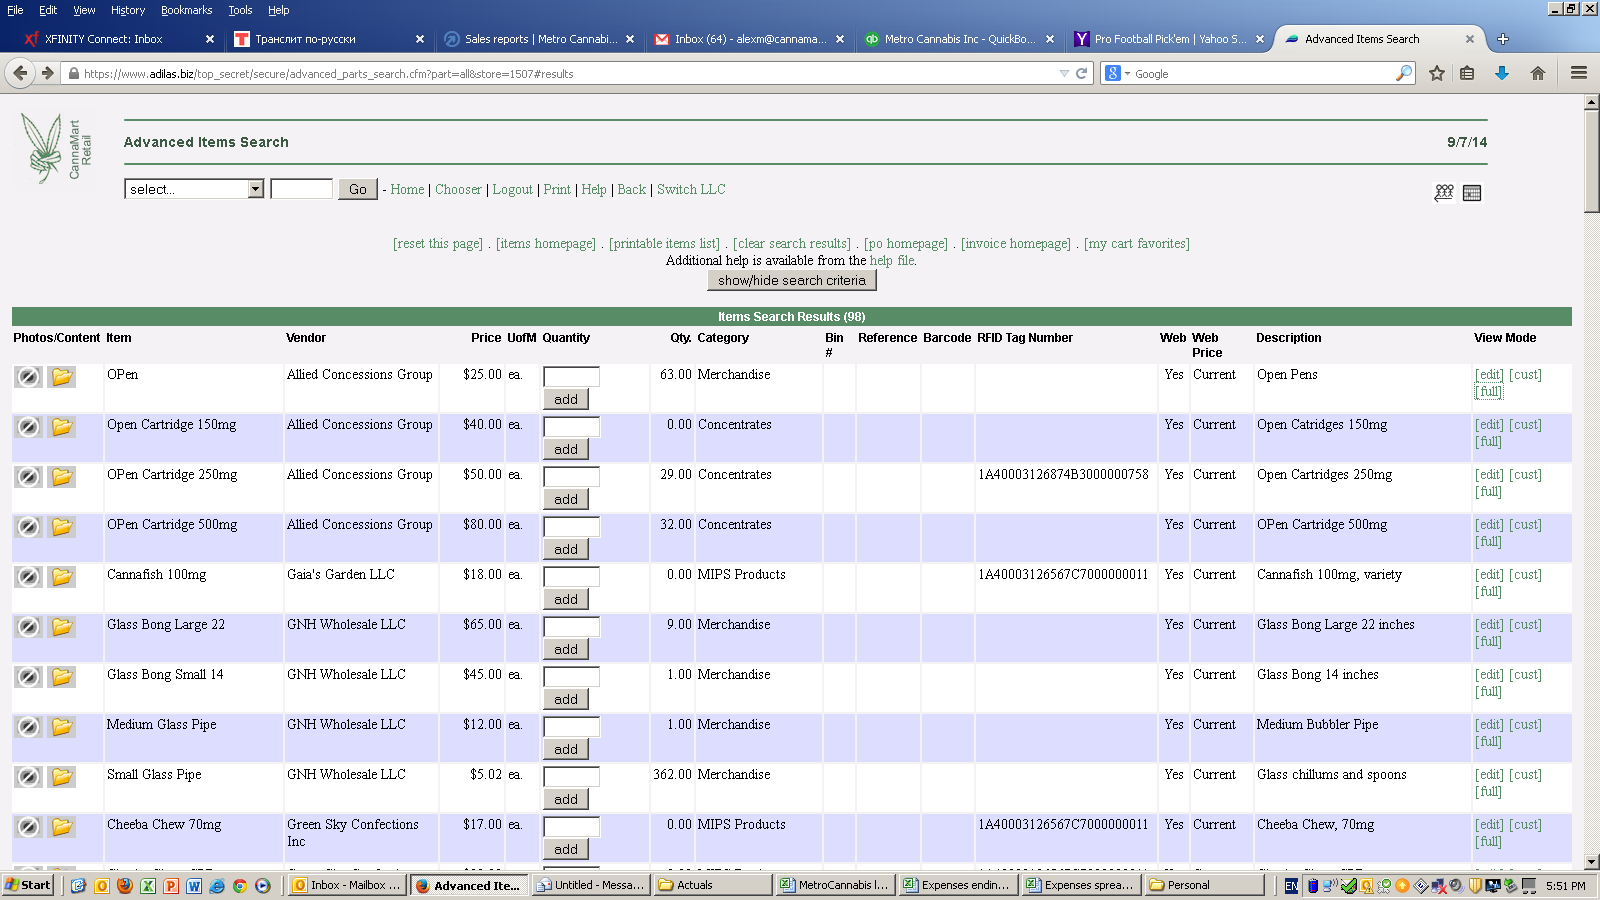 File Edit View History Bookmarks Tools Help
XFINITY Connect: Inbox
Транслит по-русски
Sales reports | Metro Cannabi...
Inbox (64) - alexm@cannama...
Metro Cannabis Inc - QuickBo...
Pro Football Pick'em | Yahoo S...
Advanced Items Search
https://www.adilas.biz/top_secret/secure/advanced_parts_search.cfm?part=all&store=1507#results
Google
CannaMart
Retail
Advanced Items Search 9/7/14
select... Go - Home | Chooser | Logout | Print | Help | Back | Switch LLC
[reset this page] . [items homepage] . [printable items list] . [clear search results] . [po homepage] . [invoice homepage] . [my cart favorites]
Additional help is available from the help file.
show/hide search criteria
Items Search Results (98)
Photos/Content Item Vendor Price UofM Quantity Qty. Category Bin # Reference Barcode RFID Tag Number Web Web Price Description View Mode
OPen Allied Concessions Group $25.00 ea. 63.00 Merchandise Yes Current Open Pens [edit] [cust]
add [full]
Open Cartridge 150mg Allied Concessions Group $40.00 ea. 0.00 Concentrates Yes Current Open Catridges 150mg [edit] [cust]
add [full]
OPen Cartridge 250mg Allied Concessions Group $50.00 ea. 29.00 Concentrates 1A40003126874B3000000758 Yes Current Open Cartridges 250mg [edit] [cust]
add [full]
OPen Cartridge 500mg Allied Concessions Group $80.00 ea. 32.00 Concentrates Yes Current OPen Cartridge 500mg [edit] [cust]
add [full]
Cannafish 100mg Gaia's Garden LLC $18.00 ea. 0.00 MIPS Products 1A40003126567C7000000011 Yes Current Cannafish 100mg, variety [edit] [cust]
add [full]
Glass Bong Large 22 GNH Wholesale LLC $65.00 ea. 9.00 Merchandise Yes Current Glass Bong Large 22 inches [edit] [cust]
add [full]
Glass Bong Small 14 GNH Wholesale LLC $45.00 ea. 1.00 Merchandise Yes Current Glass Bong 14 inches [edit] [cust]
add [full]
Medium Glass Pipe GNH Wholesale LLC $12.00 ea. 1.00 Merchandise Yes Current Medium Bubbler Pipe [edit] [cust]
add [full]
Small Glass Pipe GNH Wholesale LLC $5.02 ea. 362.00 Merchandise Yes Current Glass chillums and spoons [edit] [cust]
add [full]
Cheeba Chew 70mg Green Sky Confections $17.00 ea. 0.00 MIPS Products 1A40003126567C7000000011 Yes Current Cheeba Chew, 70mg [edit] [cust]
Inc add [full]
Start
Inbox - Mailbox ...
Advanced Ite...
Untitled - Messa...
Actuals
MetroCannabis I...
Expenses endin...
Expenses sprea...
Personal
EN
5:51 PM